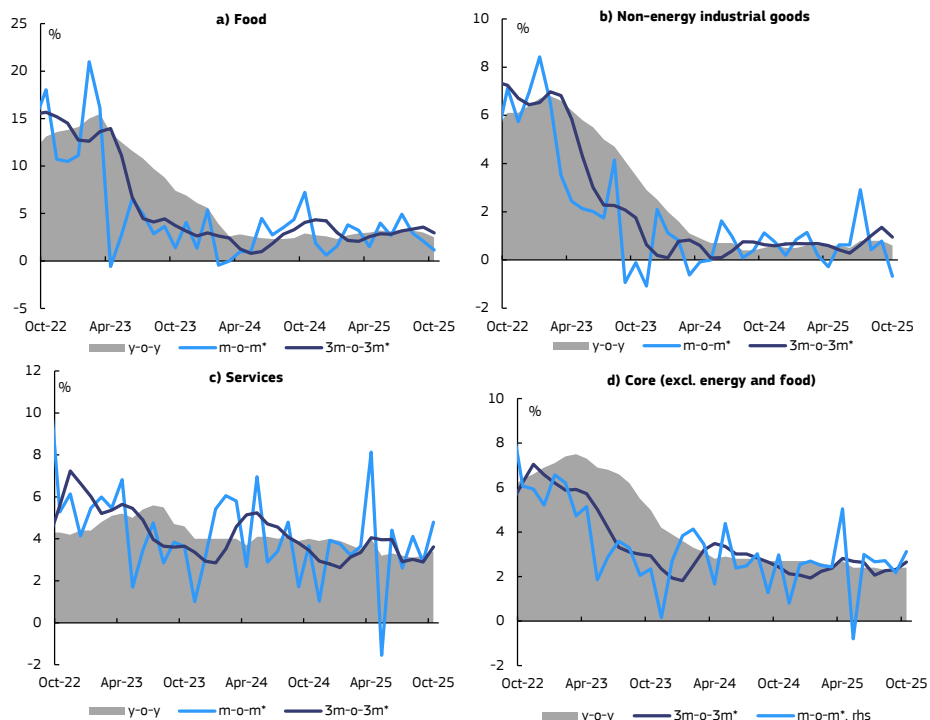 a) Food
%
25
20
15
10
5
0
-5
Oct-22 Apr-23 Oct-23 Apr-24 Oct-24 Apr-25 Oct-25
y-o-y m-o-m* 3m-o-3m*
b) Non-energy industrial goods
%
10
8
6
4
2
0
-2
Oct-22 Apr-23 Oct-23 Apr-24 Oct-24 Apr-25 Oct-25
y-o-y m-o-m* 3m-o-3m*
c) Services
%
12
10
8
6
4
2
0
-2
Oct-22 Apr-23 Oct-23 Apr-24 Oct-24 Apr-25 Oct-25
y-o-y m-o-m* 3m-o-3m*
d) Core (excl. energy and food)
%
10
8
6
4
2
0
-2
Oct-22 Apr-23 Oct-23 Apr-24 Oct-24 Apr-25 Oct-25
y-o-y 3m-o-3m* m-o-m*, rhs